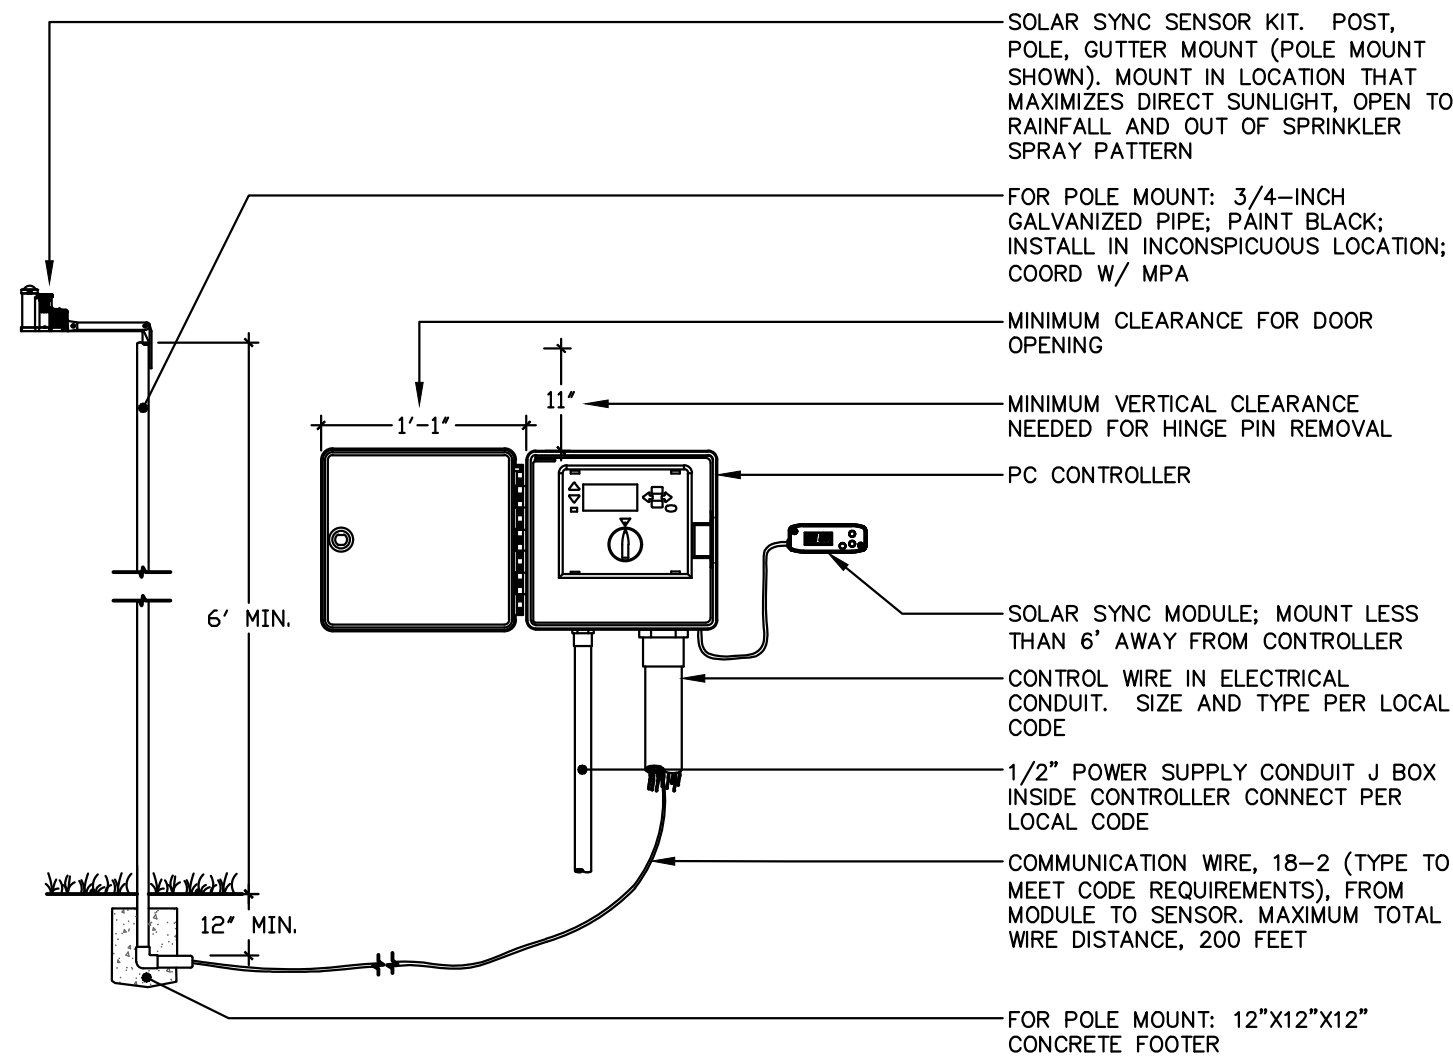 SOLAR SYNC SENSOR KIT. POST,
POLE, GUTTER MOUNT (POLE MOUNT
SHOWN). MOUNT IN LOCATION THAT
MAXIMIZES DIRECT SUNLIGHT, OPEN TO
RAINFALL AND OUT OF SPRINKLER
SPRAY PATTERN
FOR POLE MOUNT: 3/4-INCH
GALVANIZED PIPE; PAINT BLACK;
INSTALL IN INCONSPICUOUS LOCATION;
COORD W/ MPA
MINIMUM CLEARANCE FOR DOOR
OPENING
11"
MINIMUM VERTICAL CLEARANCE
NEEDED FOR HINGE PIN REMOVAL
1'-1"
PC CONTROLLER
6' MIN.
SOLAR SYNC MODULE; MOUNT LESS
THAN 6' AWAY FROM CONTROLLER
CONTROL WIRE IN ELECTRICAL
CONDUIT. SIZE AND TYPE PER LOCAL
CODE
1/2" POWER SUPPLY CONDUIT J BOX
INSIDE CONTROLLER CONNECT PER
LOCAL CODE
COMMUNICATION WIRE, 18-2 (TYPE TO
MEET CODE REQUIREMENTS), FROM
MODULE TO SENSOR. MAXIMUM TOTAL
WIRE DISTANCE, 200 FEET
12" MIN.
FOR POLE MOUNT: 12"X12"X12"
CONCRETE FOOTER